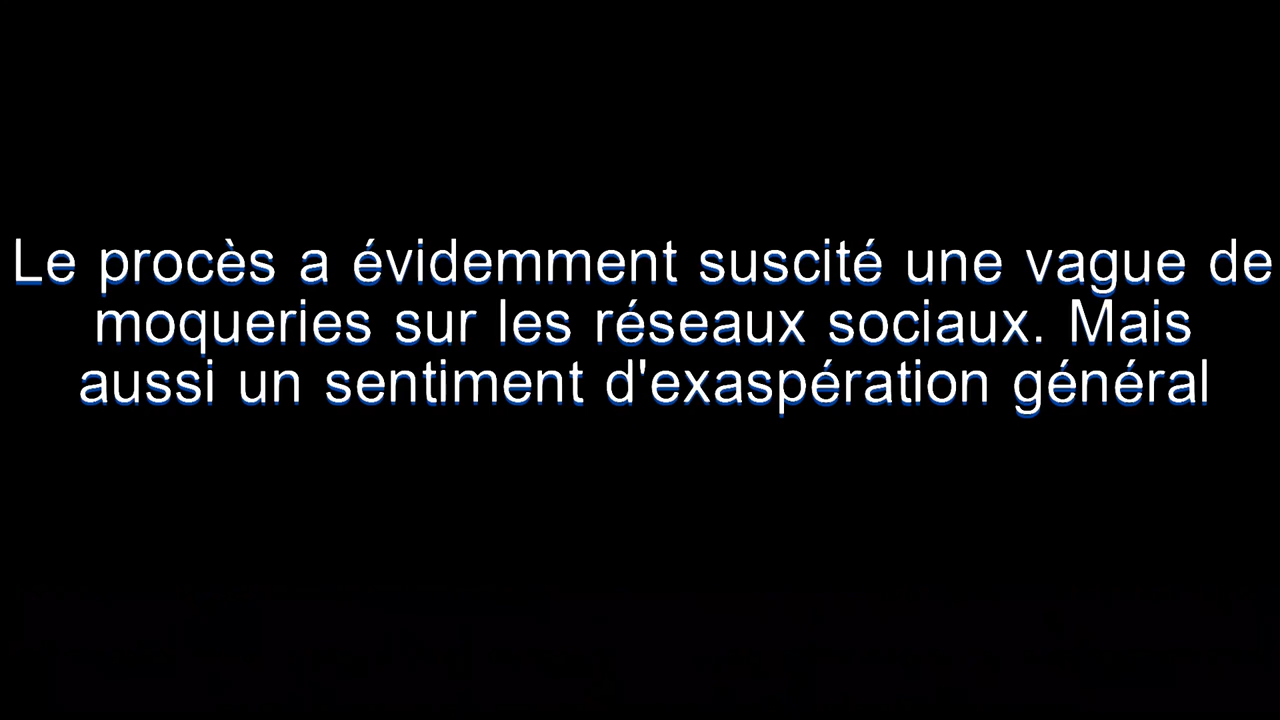 Le procès a évidemment suscité une vague de
moqueries sur les réseaux sociaux. Mais
aussi un sentiment d'exaspération général